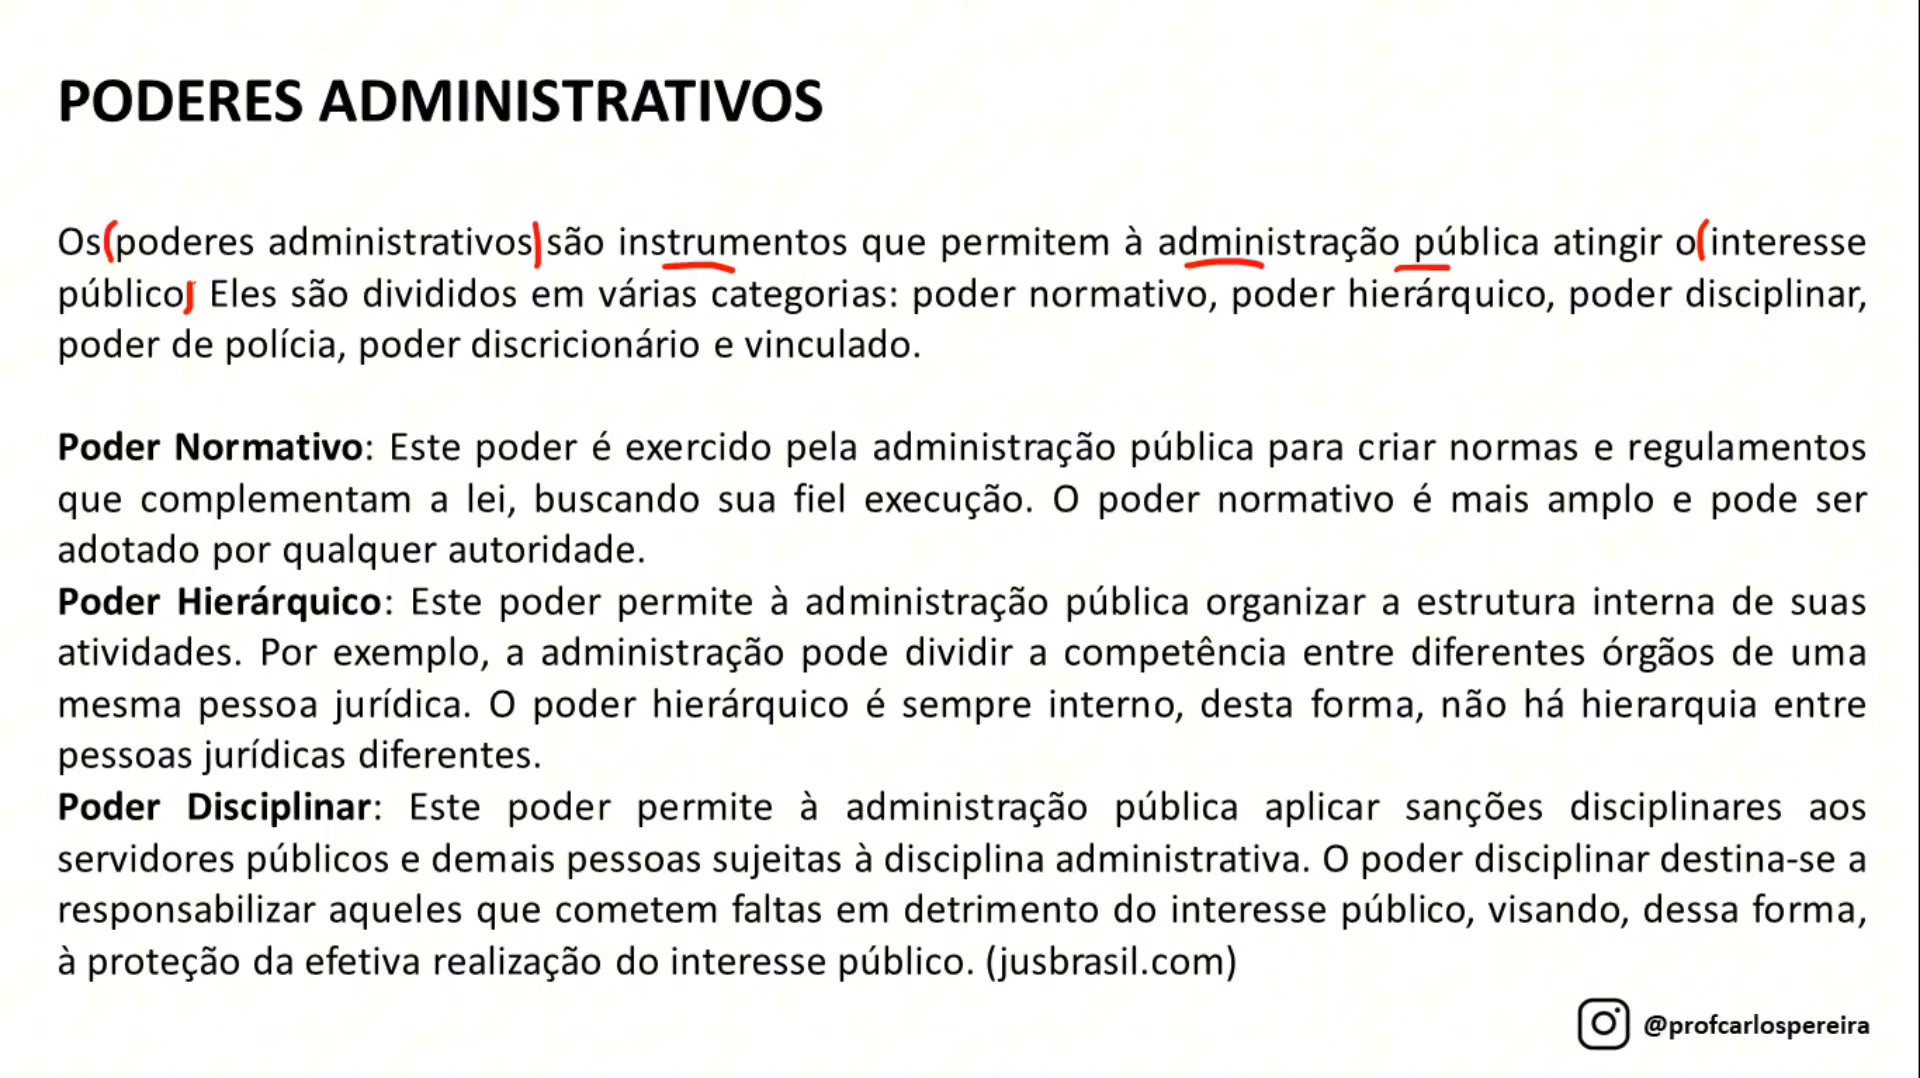 PODERES ADMINISTRATIVOS
Os poderes administrativos são instrumentos que permitem à administração pública atingir o interesse
público. Eles são divididos em várias categorias: poder normativo, poder hierárquico, poder disciplinar,
poder de polícia, poder discricionário e vinculado.
Poder Normativo: Este poder é exercido pela administração pública para criar normas e regulamentos
que complementam a lei, buscando sua fiel execução. O poder normativo é mais amplo e pode ser
adotado por qualquer autoridade.
Poder Hierárquico: Este poder permite à administração pública organizar a estrutura interna de suas
atividades. Por exemplo, a administração pode dividir a competência entre diferentes órgãos de uma
mesma pessoa jurídica. O poder hierárquico é sempre interno, desta forma, não há hierarquia entre
pessoas jurídicas diferentes.
Poder Disciplinar: Este poder permite à administração pública aplicar sanções disciplinares aos
servidores públicos e demais pessoas sujeitas à disciplina administrativa. O poder disciplinar destina-se a
responsabilizar aqueles que cometem faltas em detrimento do interesse público, visando, dessa forma,
à proteção da efetiva realização do interesse público. (jusbrasil.com)
@profcarlospereira